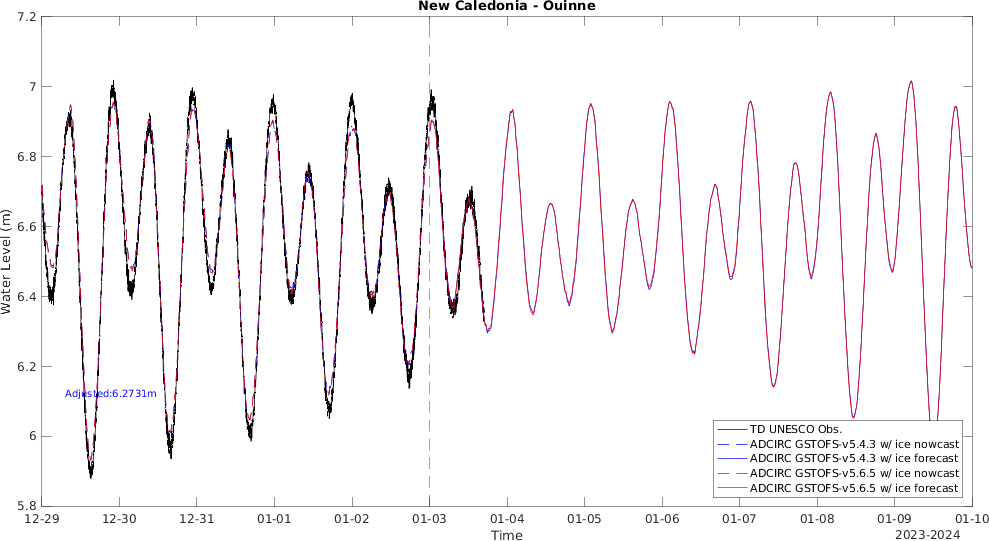 New Caledonia - Ouinne
7.2
7
6.8
6.6
6.4
6.2
6
5.8
Water Level (m)
Adjusted:6.2731m
TD UNESCO Obs.
ADCIRC GSTOFS-v5.4.3 w/ ice nowcast
ADCIRC GSTOFS-v5.4.3 w/ ice forecast
ADCIRC GSTOFS-v5.6.5 w/ ice nowcast
ADCIRC GSTOFS-v5.6.5 w/ ice forecast
12-29 12-30 12-31 01-01 01-02 01-03 01-04 01-05 01-06 01-07 01-08 01-09 01-10
Time
2023-2024